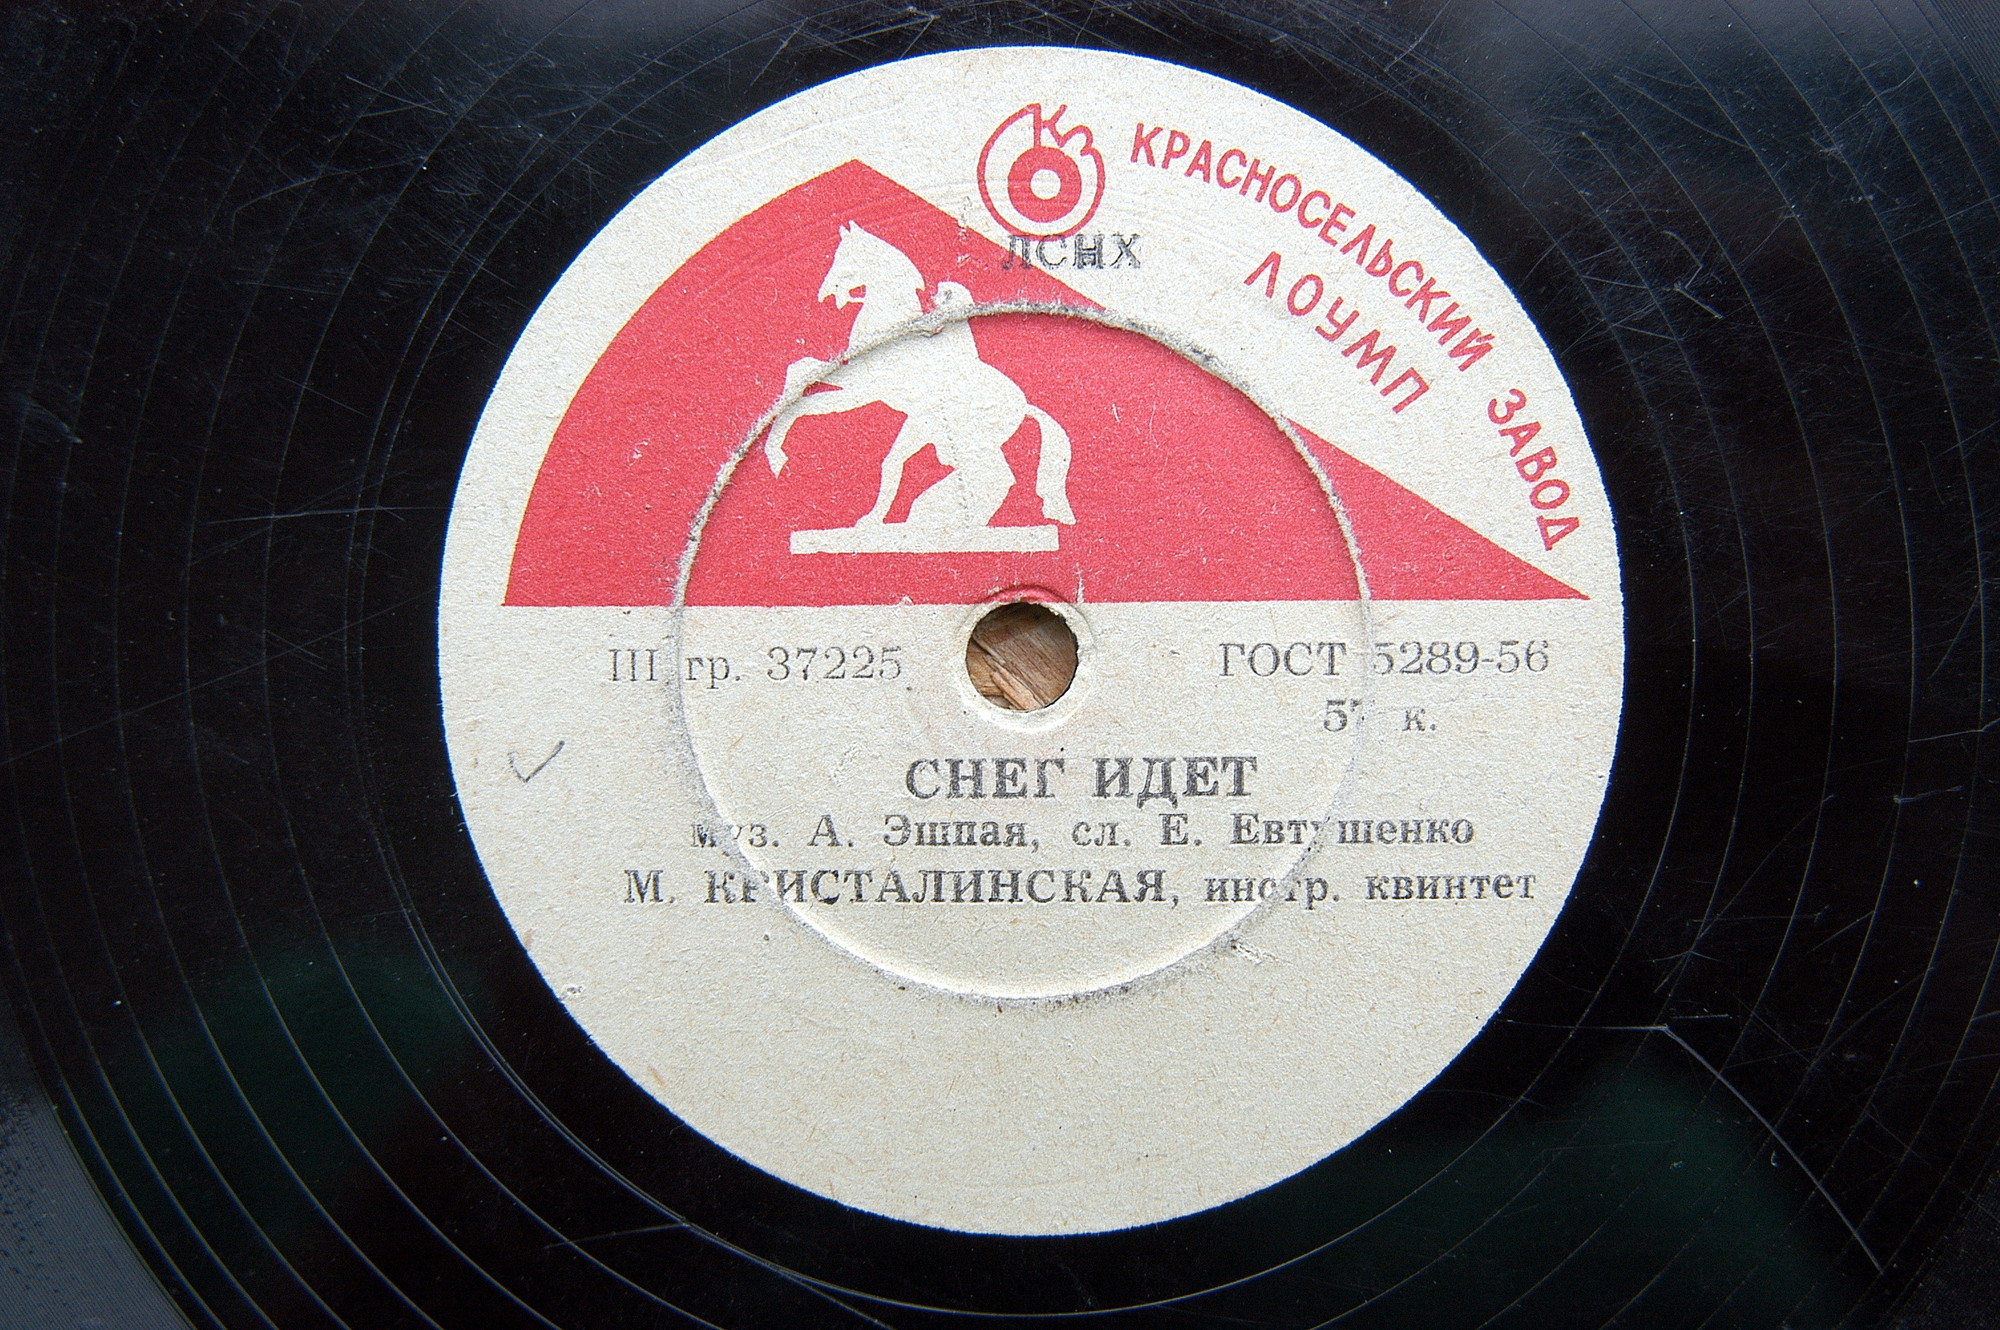 КЗ
КРАСНОСЕЛЬСКИЙ ЗАВОД
ЛОУМП
ЛСНХ
III гр. 37225
ГОСТ 5289-56
57 к.
СНЕГ ИДЕТ
муз. А. Эшпая, сл. Е. Евтушенко
М. КРИСТАЛИНСКАЯ, инстр. квинтет